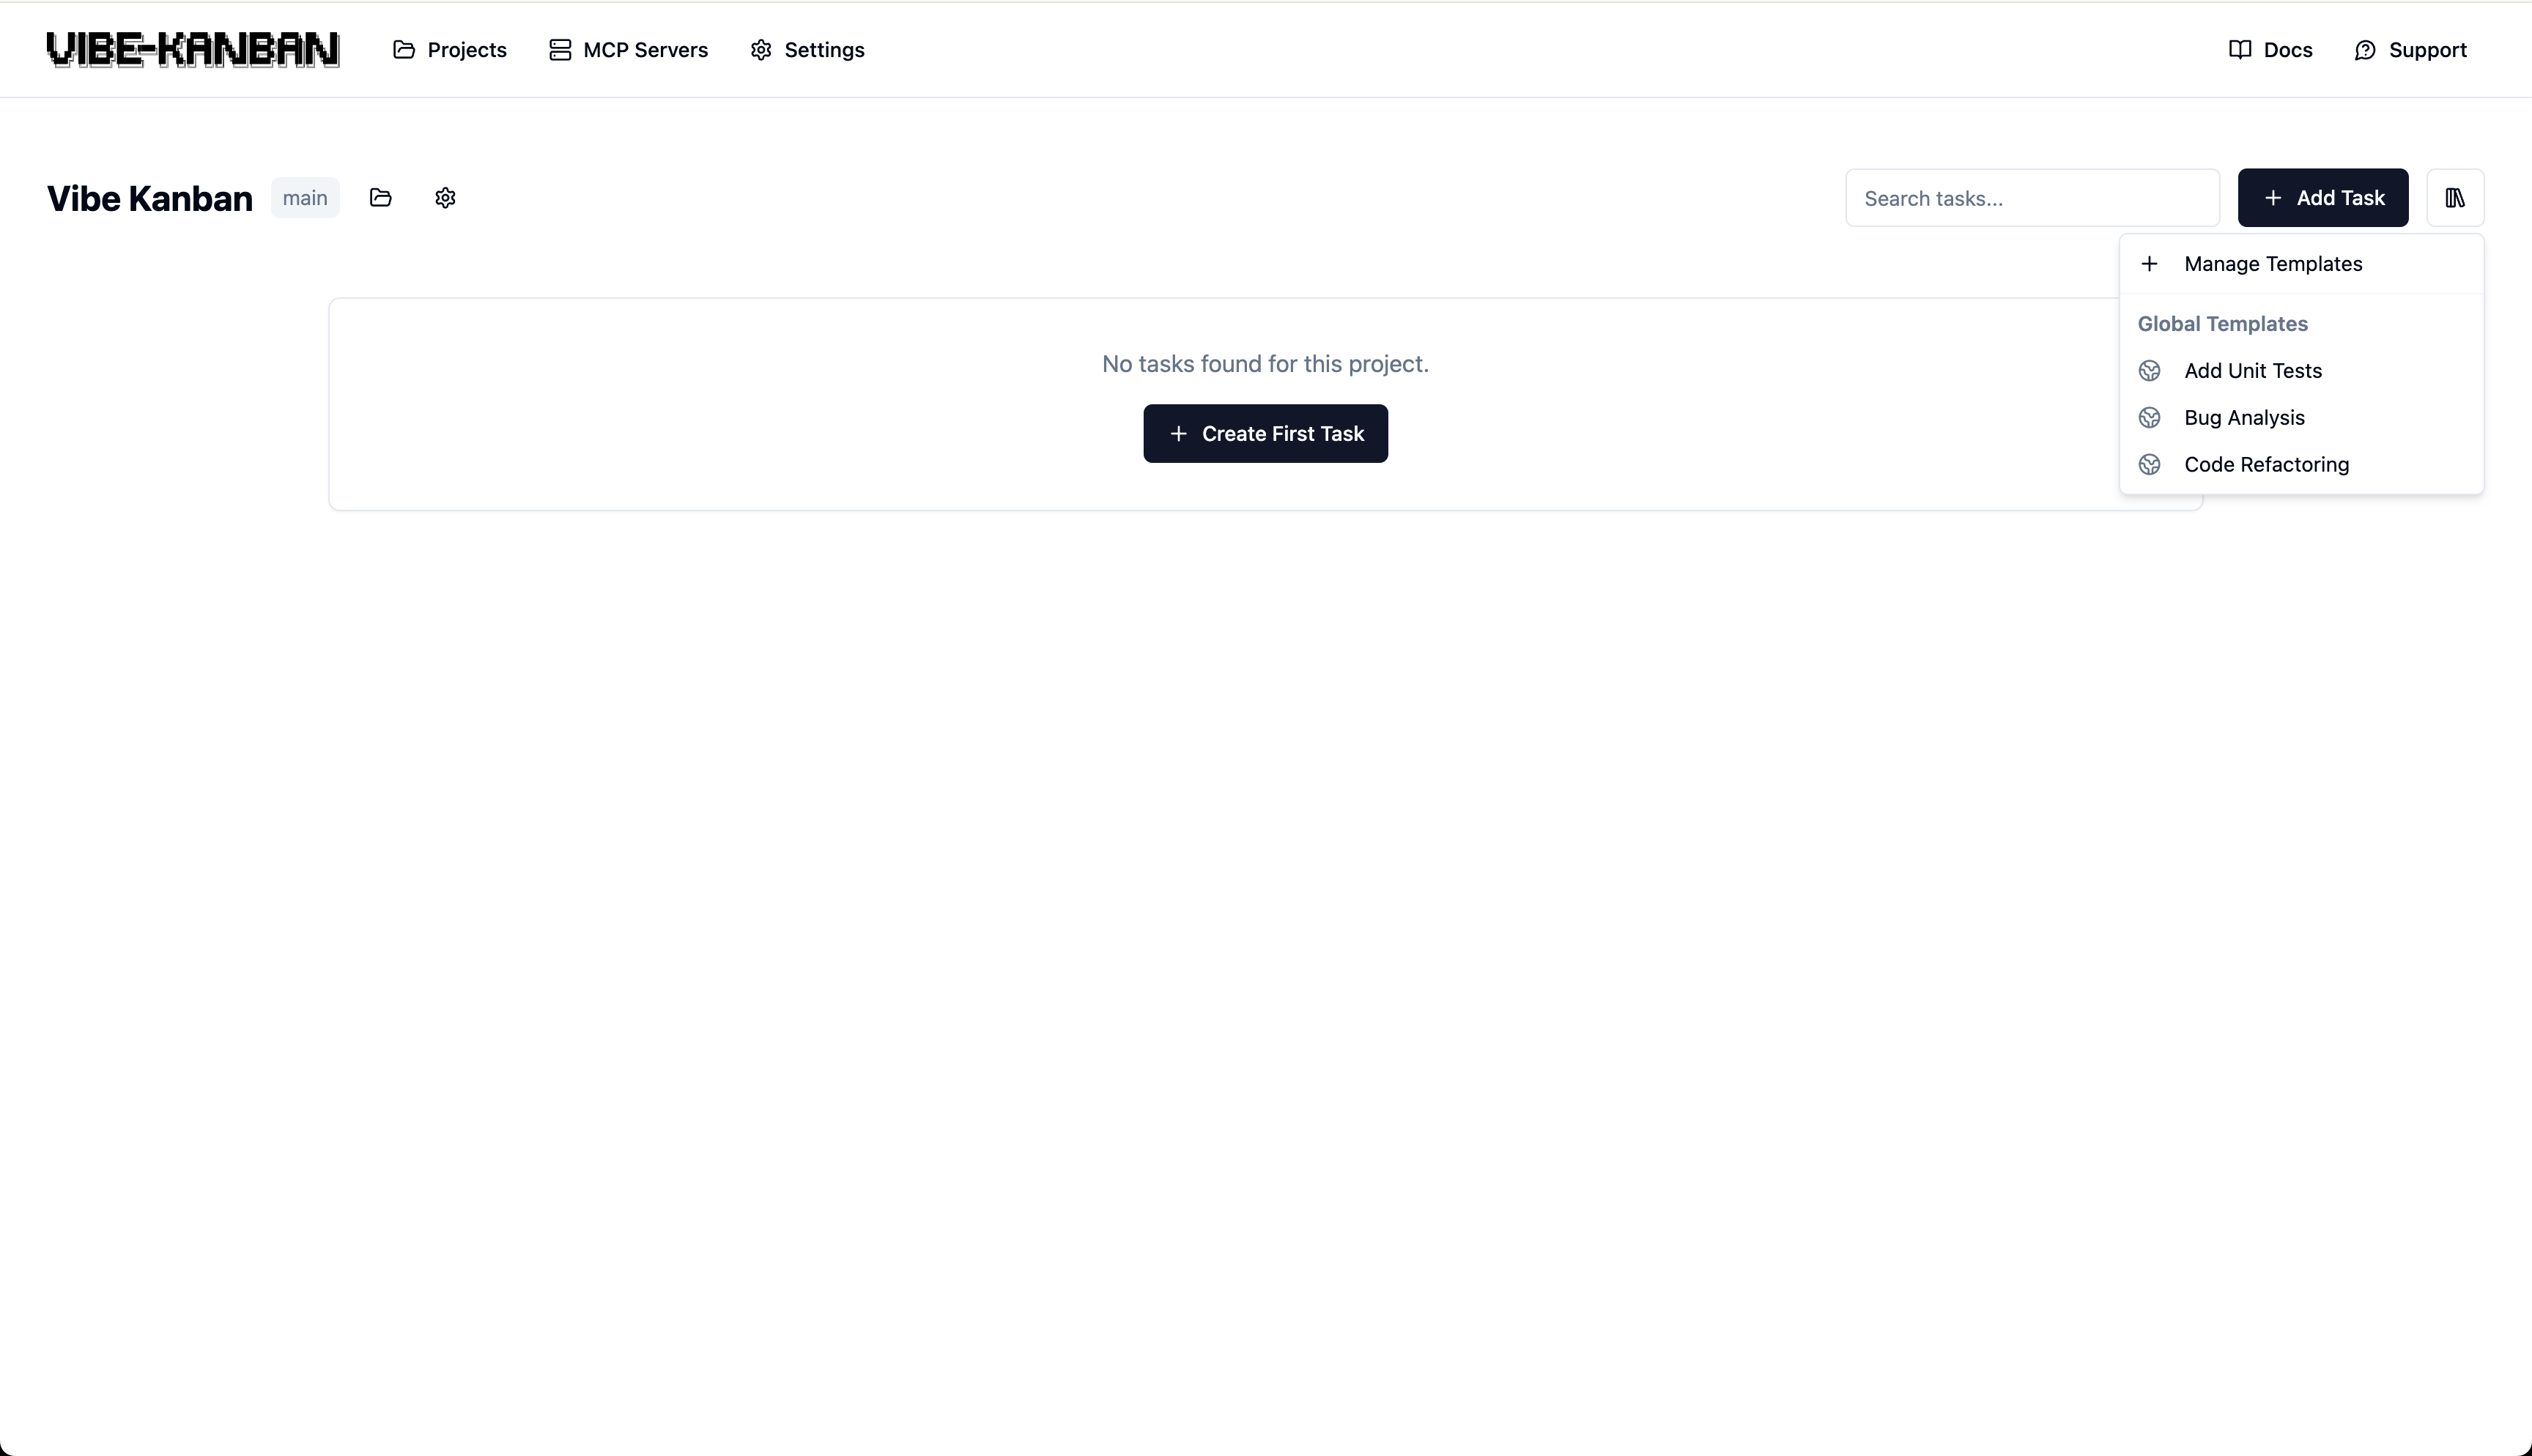 VIBE-KANBAN Projects MCP Servers Settings Docs Support
Vibe Kanban main Search tasks... Add Task
Manage Templates
Global Templates
Add Unit Tests
Bug Analysis
Code Refactoring
No tasks found for this project.
Create First Task